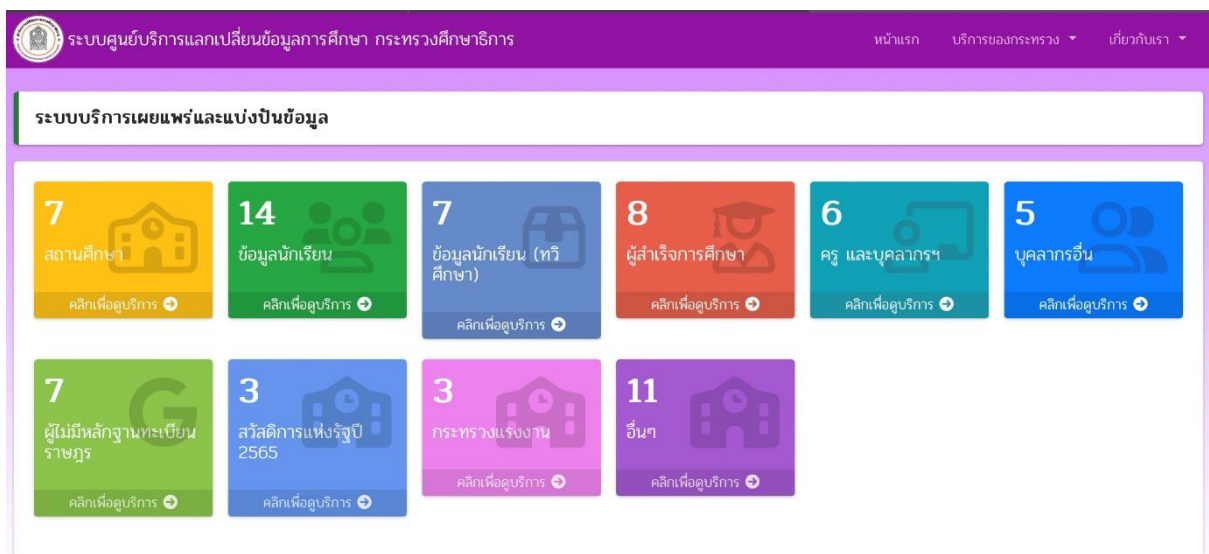 ระบบศูนย์บริการแลกเปลี่ยนข้อมูลการศึกษา กระทรวงศึกษาธิการ
หน้าแรก
บริการของกระทรวง
เกี่ยวกับเรา
ระบบบริการเผยแพร่และแบ่งปันข้อมูล
7
สถานศึกษา
คลิกเพื่อดูบริการ
14
ข้อมูลนักเรียน
คลิกเพื่อดูบริการ
7
ข้อมูลนักเรียน (ทวิ
ศึกษา)
คลิกเพื่อดูบริการ
8
ผู้สำเร็จการศึกษา
คลิกเพื่อดูบริการ
6
ครู และบุคลากรฯ
คลิกเพื่อดูบริการ
5
บุคลากรอื่น
คลิกเพื่อดูบริการ
7
ผู้ไม่มีหลักฐานทะเบียน
ราษฎร
คลิกเพื่อดูบริการ
3
สวัสดิการแห่งรัฐปี
2565
คลิกเพื่อดูบริการ
3
กระทรวงแรงงาน
คลิกเพื่อดูบริการ
11
อื่นๆ
คลิกเพื่อดูบริการ